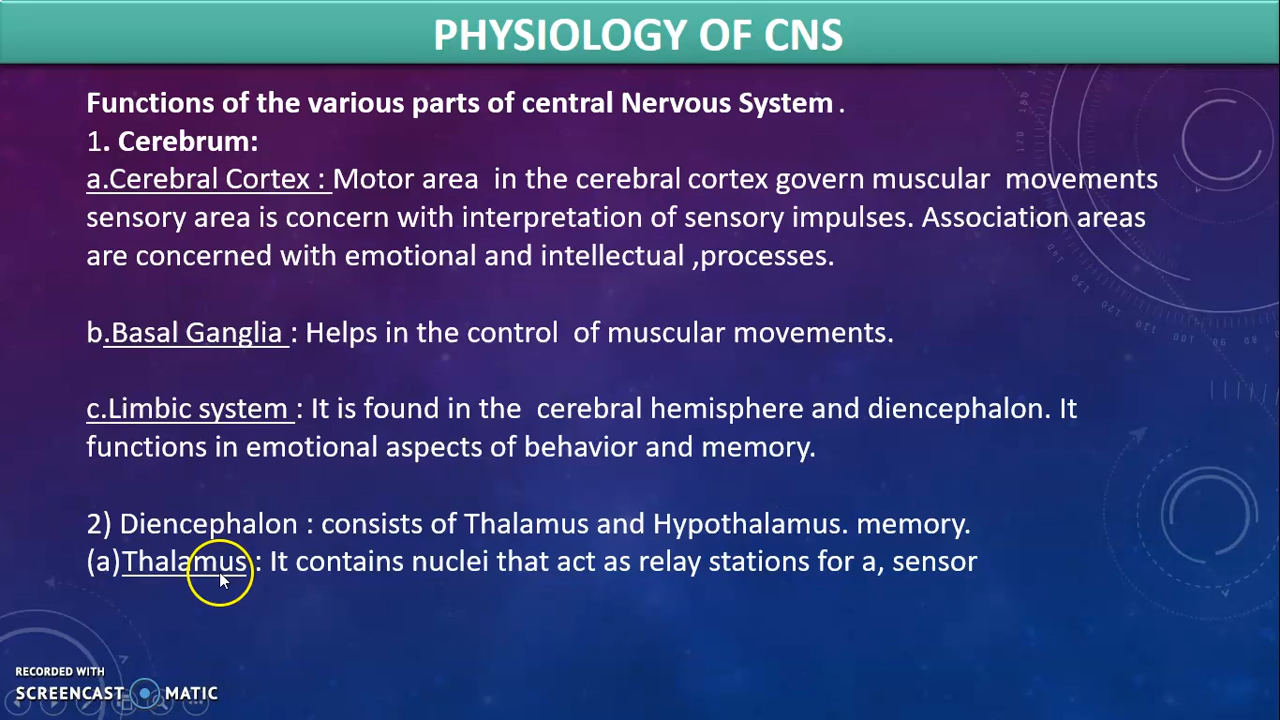 PHYSIOLOGY OF CNS
Functions of the various parts of central Nervous System .
1. Cerebrum:
a.Cerebral Cortex : Motor area in the cerebral cortex govern muscular movements
sensory area is concern with interpretation of sensory impulses. Association areas
are concerned with emotional and intellectual ,processes.
b.Basal Ganglia : Helps in the control of muscular movements.
c.Limbic system : It is found in the cerebral hemisphere and diencephalon. It
functions in emotional aspects of behavior and memory.
2) Diencephalon : consists of Thalamus and Hypothalamus. memory.
(a)Thalamus : It contains nuclei that act as relay stations for a, sensor
RECORDED WITH
SCREENCAST MATIC